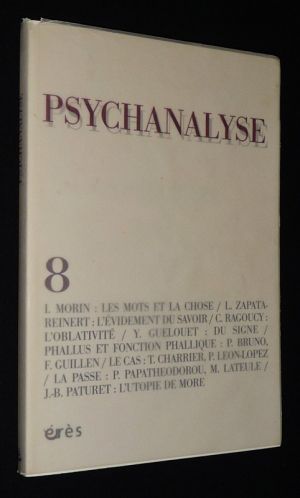 PSYCHANALYSE
8
I. MORIN : LES MOTS ET LA CHOSE / L. ZAPATA-
REINERT : L'ÉVIDEMENT DU SAVOIR / C. RAGOUCY :
L'OBLATIVITÉ / Y. GUELOUET : DU SIGNE /
PHALLUS ET FONCTION PHALLIQUE : P. BRUNO,
F. GUILLEN / LE CAS : T. CHARRIER, P. LEON-LOPEZ
/ LA PASSE : P. PAPATHEODOROU, M. LATEULE /
J.-B. PATURET : L'UTOPIE DE MORE
érès